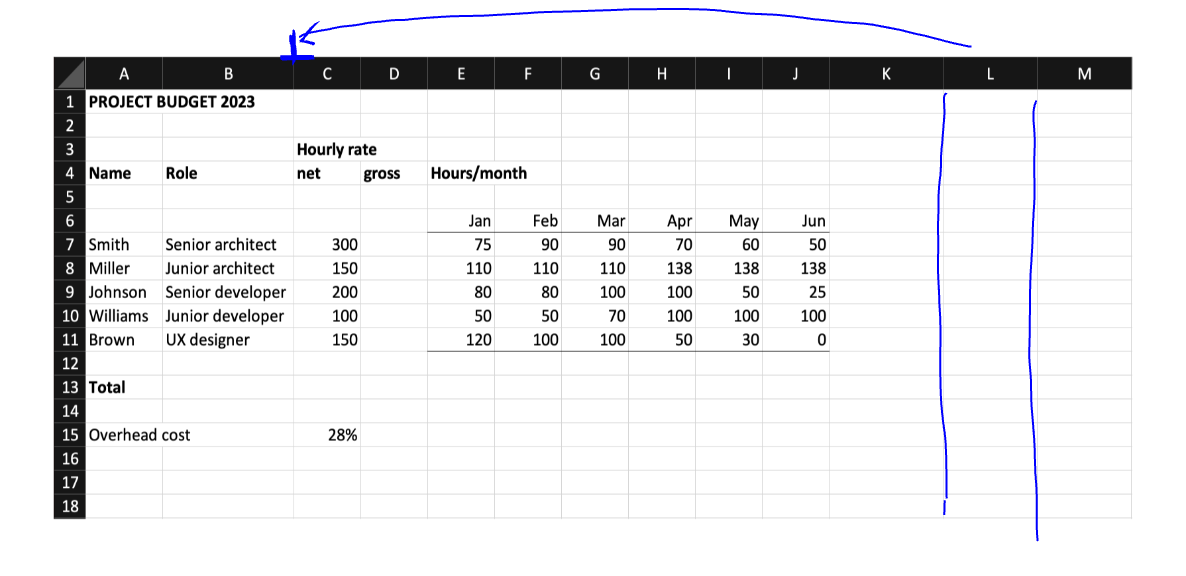 A B C D E F G H I J K L M
1 PROJECT BUDGET 2023
2
3 Hourly rate
4 Name Role net gross Hours/month
5
6 Jan Feb Mar Apr May Jun
7 Smith Senior architect 300 75 90 90 70 60 50
8 Miller Junior architect 150 110 110 110 138 138 138
9 Johnson Senior developer 200 80 80 100 100 50 25
10 Williams Junior developer 100 50 50 70 100 100 100
11 Brown UX designer 150 120 100 100 50 30 0
12
13 Total
14
15 Overhead cost 28%
16
17
18